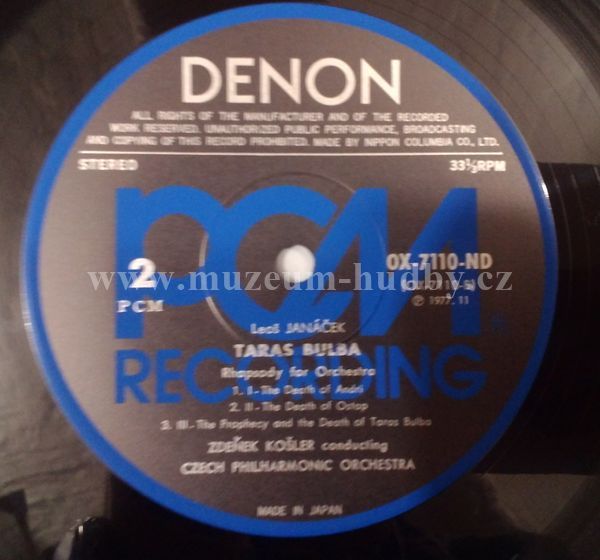 DENON
ALL RIGHTS OF THE MANUFACTURER AND OF THE RECORDED
WORK RESERVED. UNAUTHORIZED PUBLIC PERFORMANCE, BROADCASTING
AND COPYING OF THIS RECORD PROHIBITED. MADE BY NIPPON COLUMBIA CO., LTD.
STEREO 33⅓RPM
PCM
2 OX-7110-ND
www.muzeum-hudby.cz
PCM ℗ 1977. 11
Leoš JANÁČEK
TARAS BULBA
RECORDING
Rhapsody for Orchestra
1. I-The Death of Andri
2. II-The Death of Ostap
3. III.-The Prophecy and the Death of Taras Bulba
ZDENĚK KOŠLER conducting
CZECH PHILHARMONIC ORCHESTRA
MADE IN JAPAN